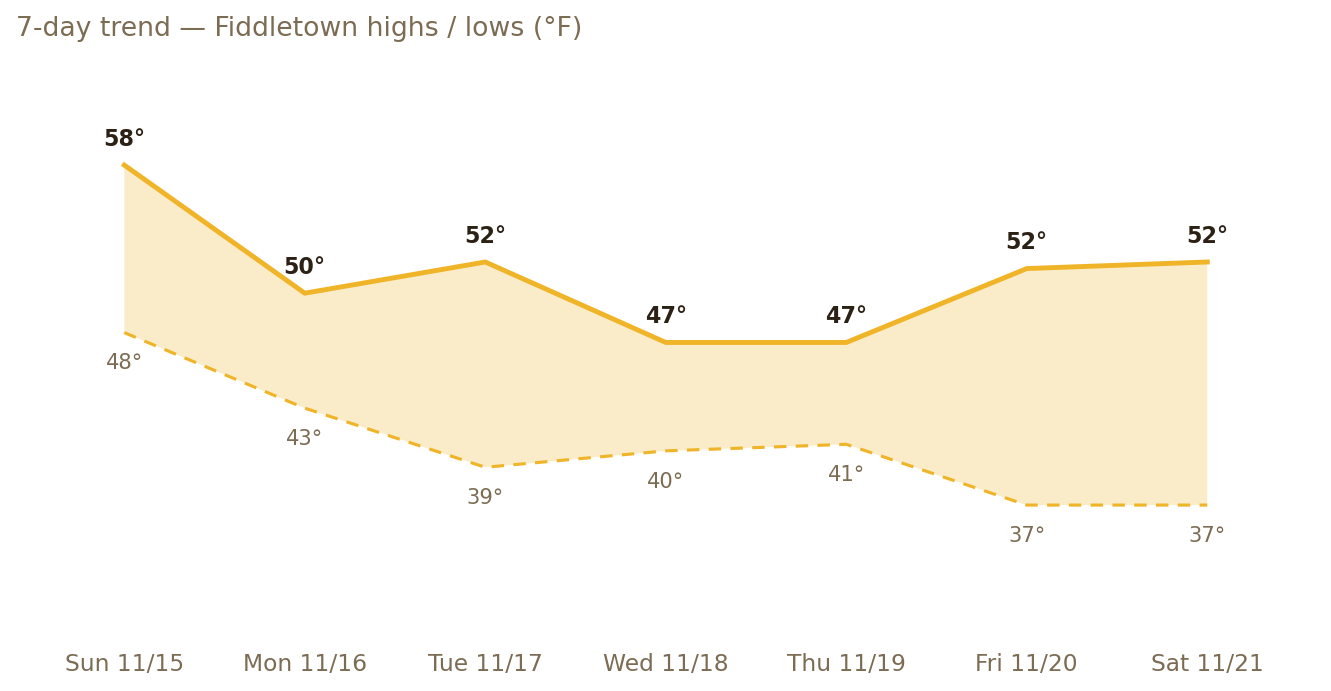 7-day trend — Fiddletown highs / lows (°F)
58°
50°
52°
47°
47°
52°
52°
48°
43°
39°
40°
41°
37°
37°
Sun 11/15
Mon 11/16
Tue 11/17
Wed 11/18
Thu 11/19
Fri 11/20
Sat 11/21